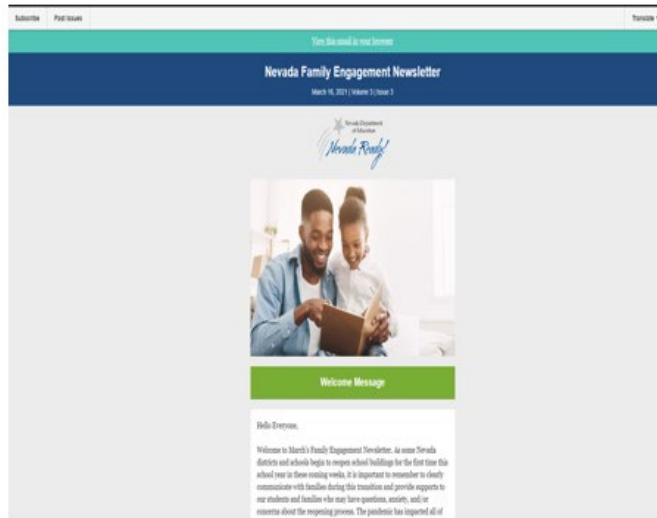 Subscribe
Past Issues
Translate
View this email in your browser
Nevada Family Engagement Newsletter
March 16, 2021 | Volume 3 | Issue 3
Nevada Department
of Education
Nevada Ready!
Welcome Message
Hello Everyone,
Welcome to March's Family Engagement Newsletter. As some Nevada
districts and schools begin to reopen school buildings for the first time this
school year in these coming weeks, it is important to remember to clearly
communicate with families during this transition and provide supports to
our students and families who may have questions, anxiety, and/or
concerns about the reopening process. The pandemic has impacted all of